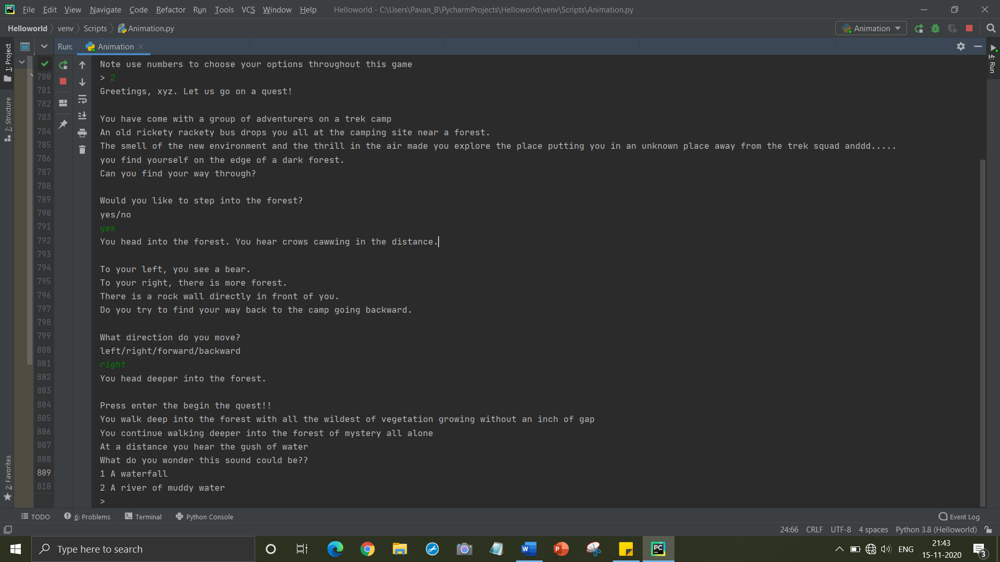 File Edit View Navigate Code Refactor Run Tools VCS Window Help Helloworld - C:\Users\Pavan_B\PycharmProjects\Helloworld\venv\Scripts\Animation.py
Helloworld venv Scripts Animation.py Animation
1: Project
Run: Animation
4: Run
Note use numbers to choose your options throughout this game
780 > 2
781 Greetings, xyz. Let us go on a quest!
782
783 You have come with a group of adventurers on a trek camp
784 An old rickety rackety bus drops you all at the camping site near a forest.
785 The smell of the new environment and the thrill in the air made you explore the place putting you in an unknown place away from the trek squad anddd.....
786 you find yourself on the edge of a dark forest.
787 Can you find your way through?
788
789 Would you like to step into the forest?
790 yes/no
791 yes
792 You head into the forest. You hear crows cawwing in the distance.
793
794 To your left, you see a bear.
795 To your right, there is more forest.
796 There is a rock wall directly in front of you.
797 Do you try to find your way back to the camp going backward.
798
799 What direction do you move?
800 left/right/forward/backward
801 right
802 You head deeper into the forest.
803
804 Press enter the begin the quest!!
805 You walk deep into the forest with all the wildest of vegetation growing without an inch of gap
806 You continue walking deeper into the forest of mystery all alone
807 At a distance you hear the gush of water
808 What do you wonder this sound could be??
809 1 A waterfall
810 2 A river of muddy water
>
7: Structure
2: Favorites
TODO 6: Problems Terminal Python Console Event Log
24:66 CRLF UTF-8 4 spaces Python 3.8 (Helloworld)
Type here to search
ENG
21:43
15-11-2020
3